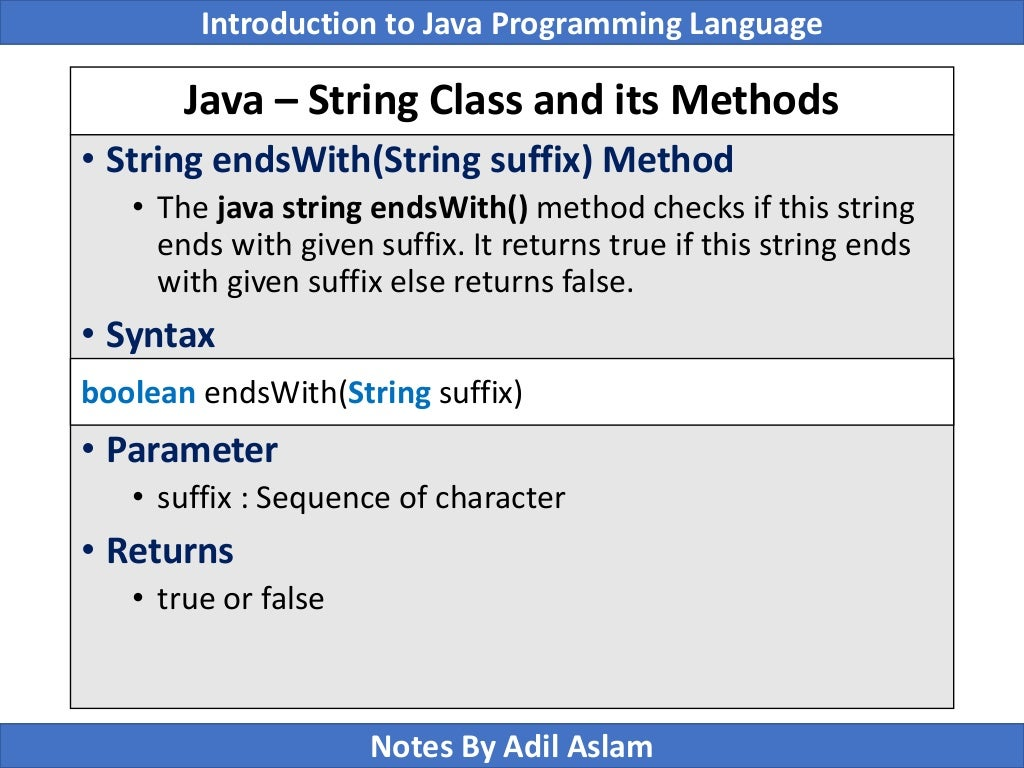 Introduction to Java Programming Language
Java – String Class and its Methods
• String endsWith(String suffix) Method
• The java string endsWith() method checks if this string
ends with given suffix. It returns true if this string ends
with given suffix else returns false.
• Syntax
boolean endsWith(String suffix)
• Parameter
• suffix : Sequence of character
• Returns
• true or false
Notes By Adil Aslam